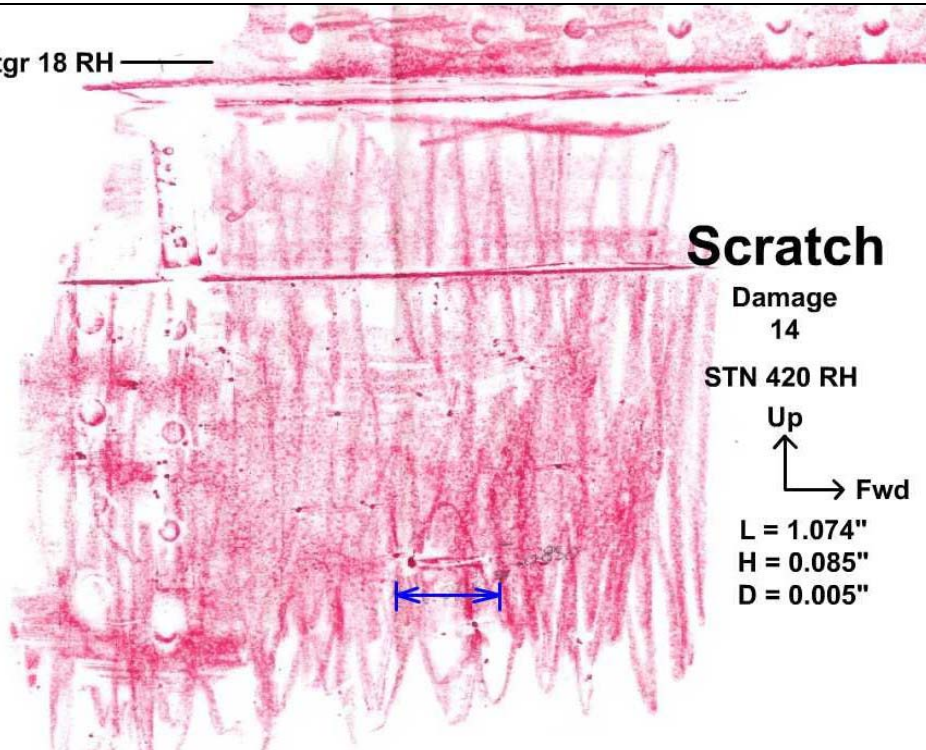 tgr 18 RH
Scratch
Damage
14
STN 420 RH
Up
Fwd
L = 1.074"
H = 0.085"
D = 0.005"